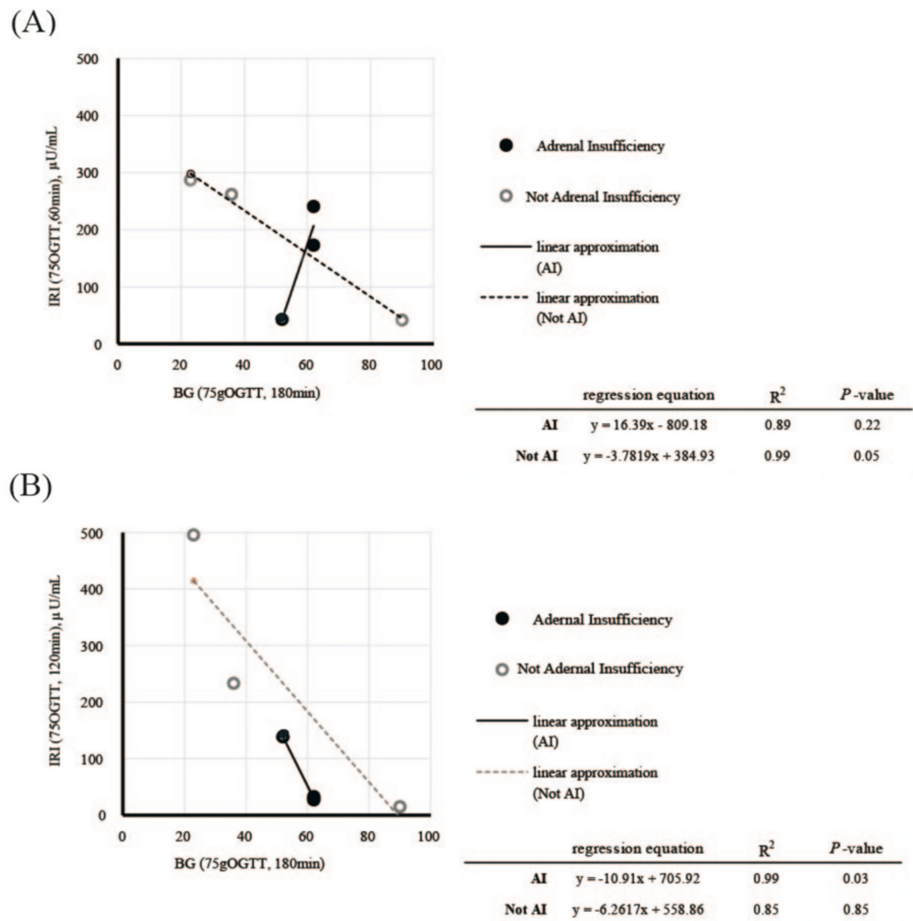 (A)
500
400
300
200
100
0
0 20 40 60 80 100
IRI (75OGTT,60min), μU/mL
BG (75gOGTT, 180min)
Adrenal Insufficiency
Not Adrenal Insufficiency
linear approximation
(AI)
linear approximation
(Not AI)
regression equation R² P-value
AI y = 16.39x - 809.18 0.89 0.22
Not AI y = -3.7819x + 384.93 0.99 0.05
(B)
500
400
300
200
100
0
0 20 40 60 80 100
IRI (75OGTT, 120min), μ U/mL
BG (75gOGTT, 180min)
Adernal Insufficiency
Not Adernal Insufficiency
linear approximation
(AI)
linear approximation
(Not AI)
regression equation R² P-value
AI y = -10.91x + 705.92 0.99 0.03
Not AI y = -6.2617x + 558.86 0.85 0.85